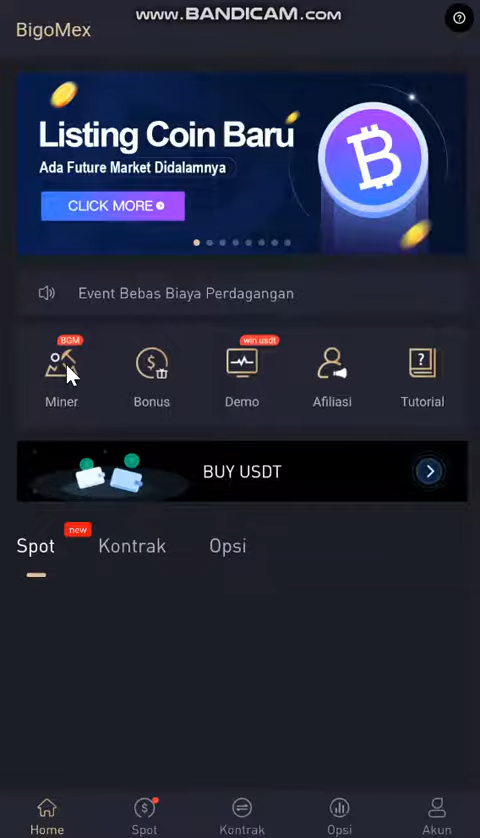 www.BANDICAM.com
BigoMex
?
Listing Coin Baru
Ada Future Market Didalamnya
CLICK MORE
Event Bebas Biaya Perdagangan
BGM
win usdt
Miner
Bonus
Demo
Afiliasi
Tutorial
BUY USDT
new
Spot
Kontrak
Opsi
Home
Spot
Kontrak
Opsi
Akun